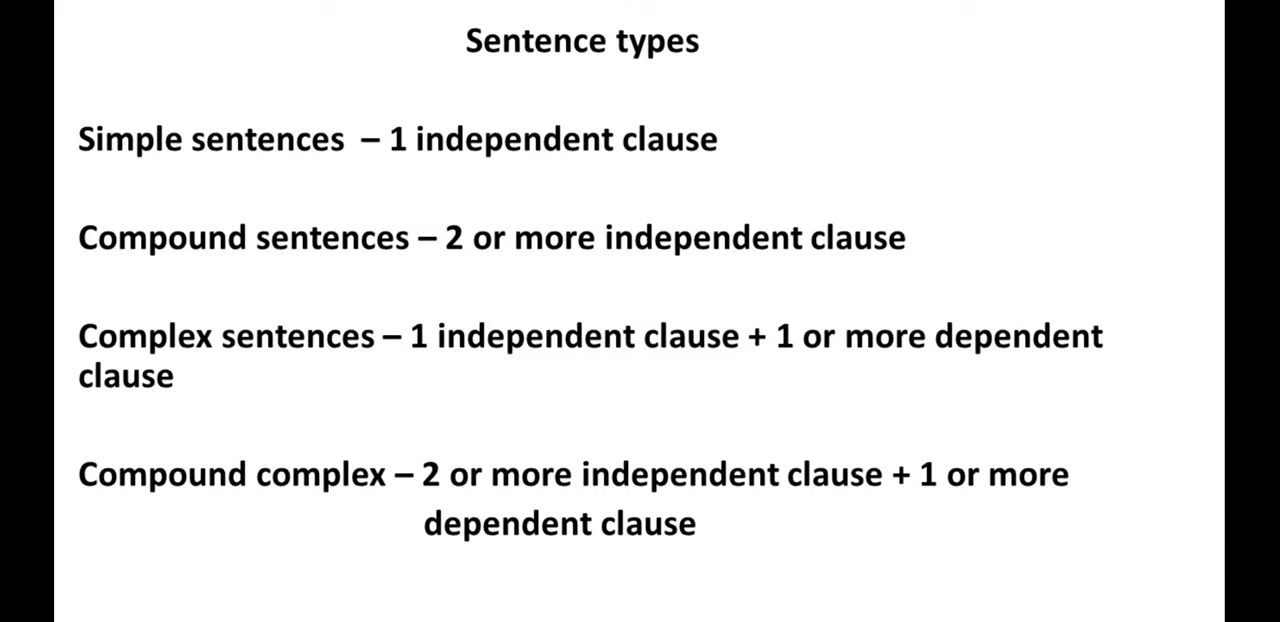 Sentence types
Simple sentences – 1 independent clause
Compound sentences – 2 or more independent clause
Complex sentences – 1 independent clause + 1 or more dependent
clause
Compound complex – 2 or more independent clause + 1 or more
dependent clause